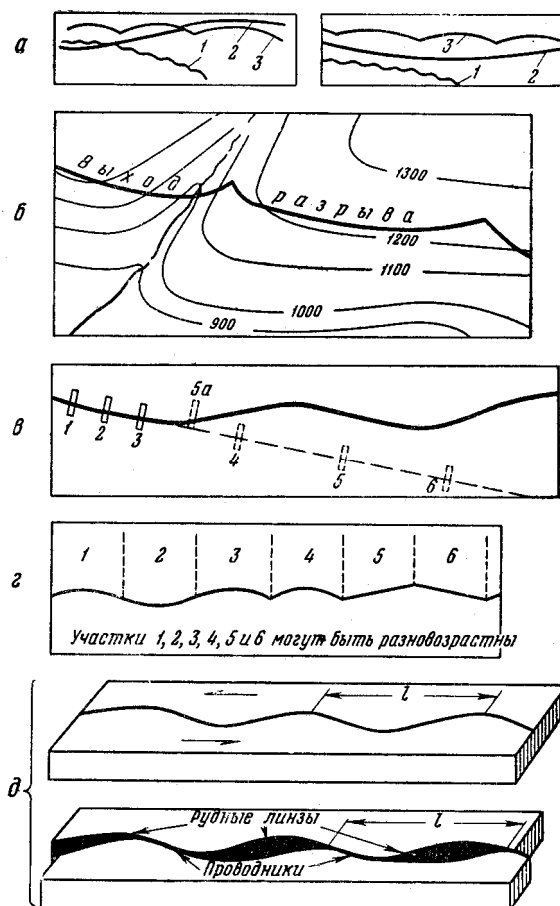 а
1
2
3
3
1
2
б
выход
разрыва
1300
1200
1100
1000
900
в
1
2
3
5а
4
5
6
г
1
2
3
4
5
6
Участки 1, 2, 3, 4, 5 и 6 могут быть разновозрастны
д
l
Рудные линзы
l
Проводники